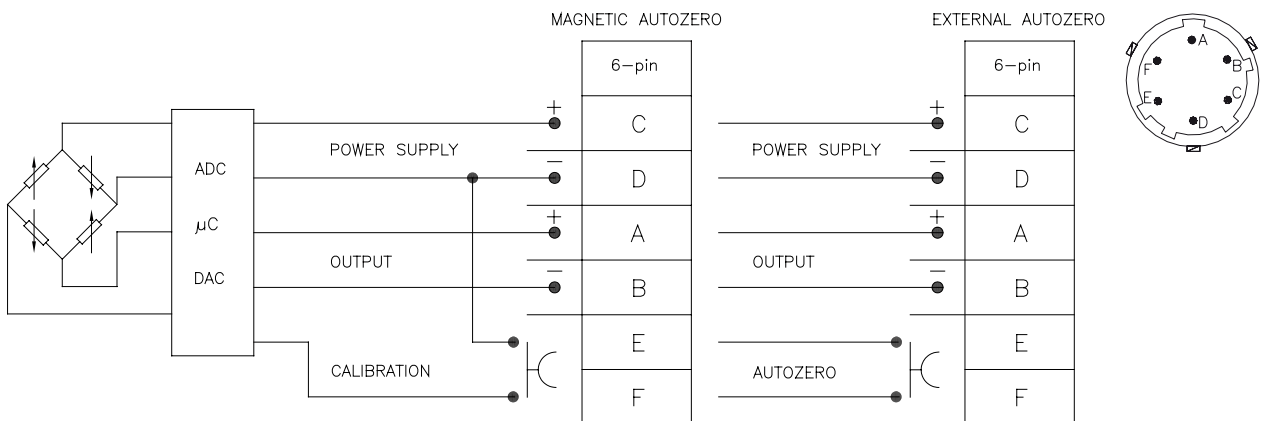 MAGNETIC AUTOZERO
EXTERNAL AUTOZERO
6-pin
6-pin
A
B
C
D
E
F
ADC
µC
DAC
POWER SUPPLY
+
C
POWER SUPPLY
+
C
−
D
−
D
OUTPUT
+
A
OUTPUT
+
A
−
B
−
B
CALIBRATION
E
F
AUTOZERO
E
F